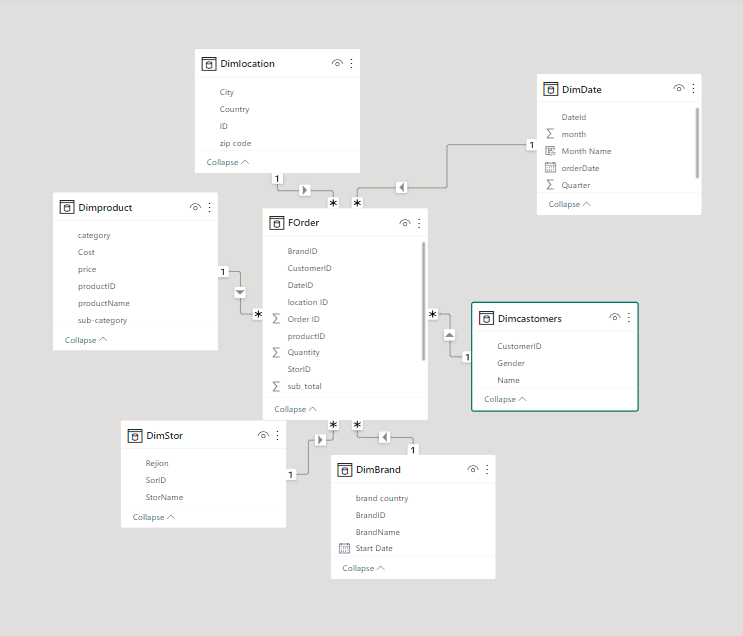 Dimlocation
City
Country
ID
zip code
Collapse
DimDate
DateId
month
Month Name
orderDate
Quarter
Collapse
1
1
*
*
Dimproduct
category
Cost
price
productID
productName
sub-category
Collapse
1
*
FOrder
BrandID
CustomerID
DateID
location ID
Order ID
productID
Quantity
StorID
sub_total
Collapse
*
1
Dimcastomers
CustomerID
Gender
Name
Collapse
DimStor
Rejion
SorID
StorName
Collapse
1
*
*
1
DimBrand
brand country
BrandID
BrandName
Start Date
Collapse